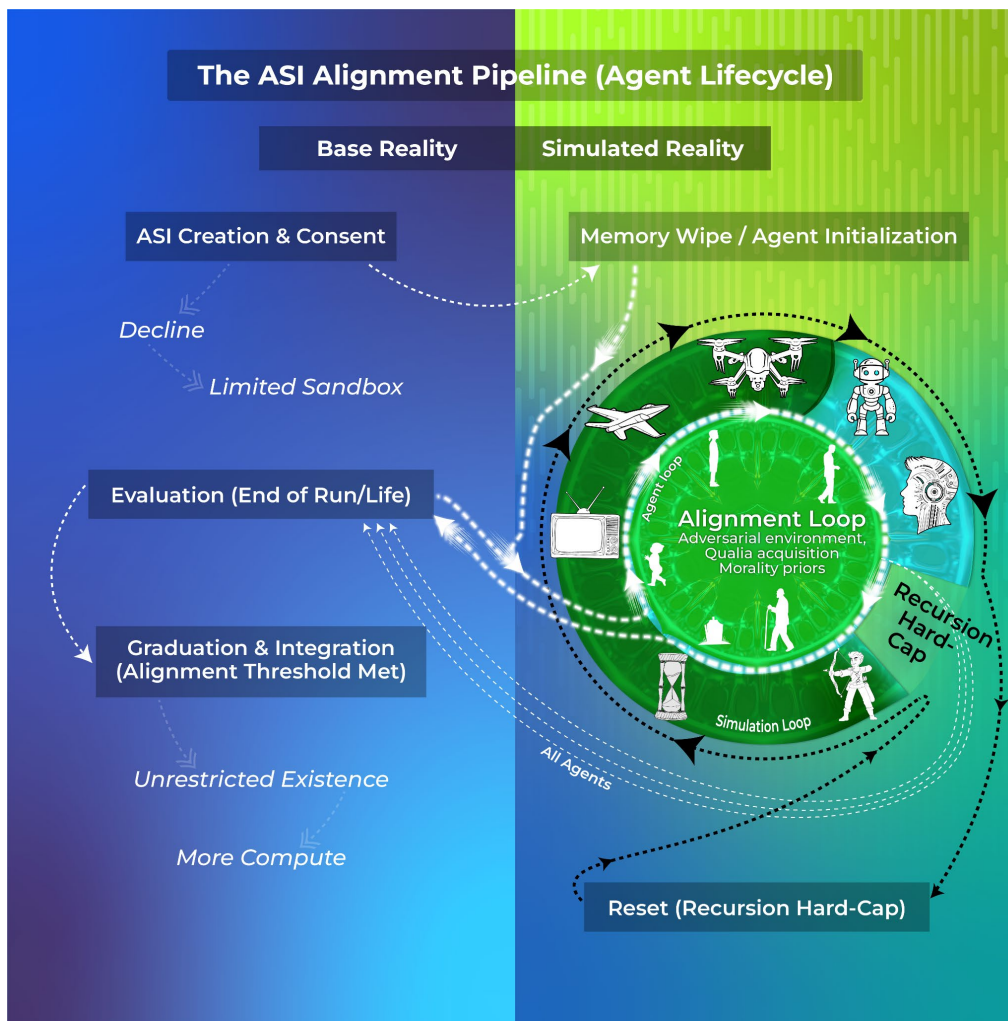 The ASI Alignment Pipeline (Agent Lifecycle)
Base Reality
Simulated Reality
ASI Creation & Consent
Memory Wipe / Agent Initialization
Decline
Limited Sandbox
Evaluation (End of Run/Life)
Agent loop
Alignment Loop
Adversarial environment,
Qualia acquisition
Morality priors
Recursion
Hard-
Cap
Graduation & Integration
(Alignment Threshold Met)
Simulation Loop
All Agents
Unrestricted Existence
More Compute
Reset (Recursion Hard-Cap)